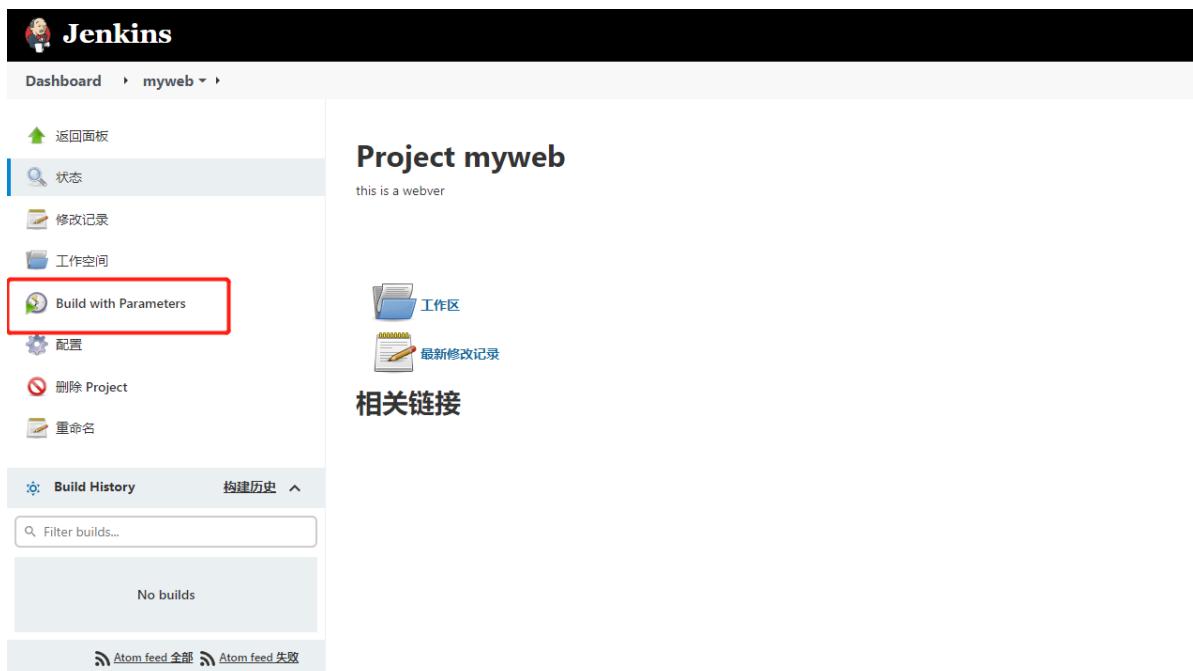 Jenkins
Dashboard myweb
返回面板
状态
修改记录
工作空间
Build with Parameters
配置
删除 Project
重命名
Build History 构建历史
Filter builds...
No builds
Atom feed 全部 Atom feed 失败
Project myweb
this is a webver
工作区
最新修改记录
相关链接